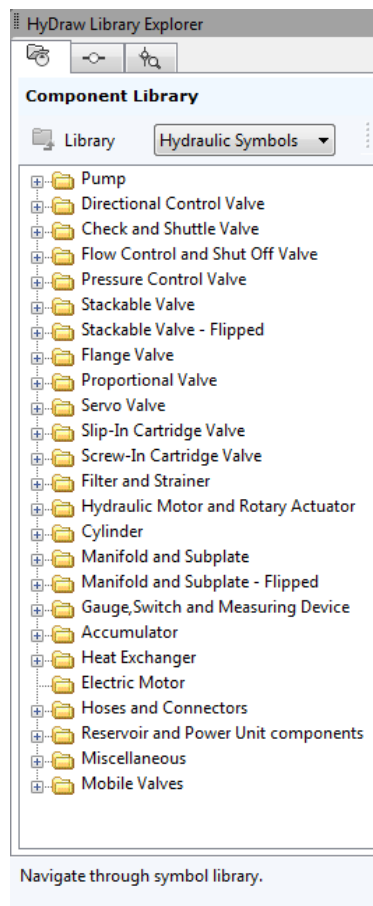 HyDraw Library Explorer
Component Library
Library Hydraulic Symbols
Pump
Directional Control Valve
Check and Shuttle Valve
Flow Control and Shut Off Valve
Pressure Control Valve
Stackable Valve
Stackable Valve - Flipped
Flange Valve
Proportional Valve
Servo Valve
Slip-In Cartridge Valve
Screw-In Cartridge Valve
Filter and Strainer
Hydraulic Motor and Rotary Actuator
Cylinder
Manifold and Subplate
Manifold and Subplate - Flipped
Gauge,Switch and Measuring Device
Accumulator
Heat Exchanger
Electric Motor
Hoses and Connectors
Reservoir and Power Unit components
Miscellaneous
Mobile Valves
Navigate through symbol library.